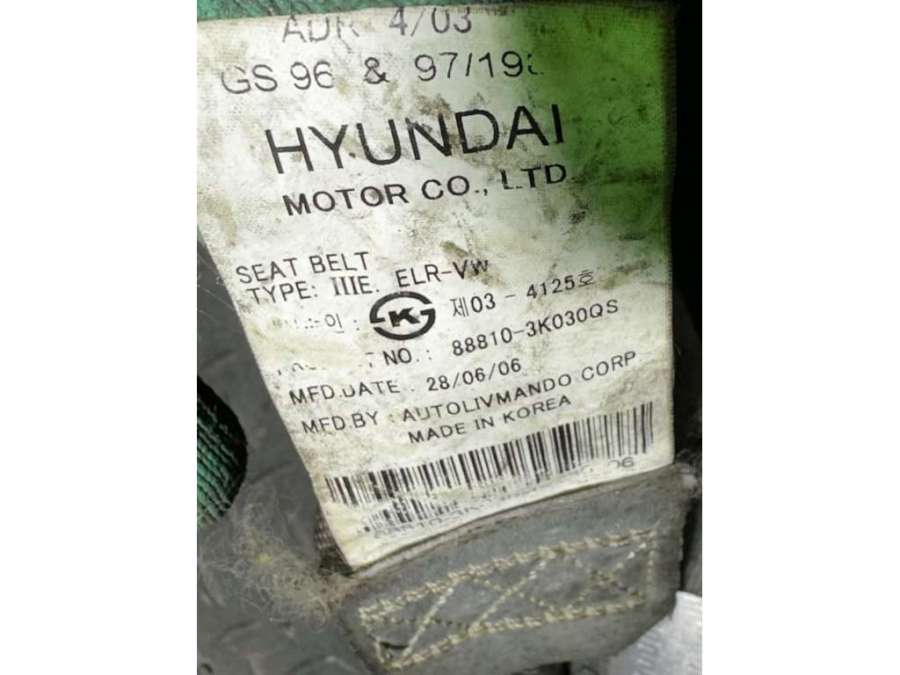 ADR 4/03
GS 96 & 97/19
HYUNDAI
MOTOR CO., LTD.
SEAT BELT
TYPE: IIIE. ELR-VW
인 : K 제03 - 4125호
NO. : 88810-3K030QS
MFD.DATE : 28/06/06
MFD.BY : AUTOLIVMANDO CORP
MADE IN KOREA